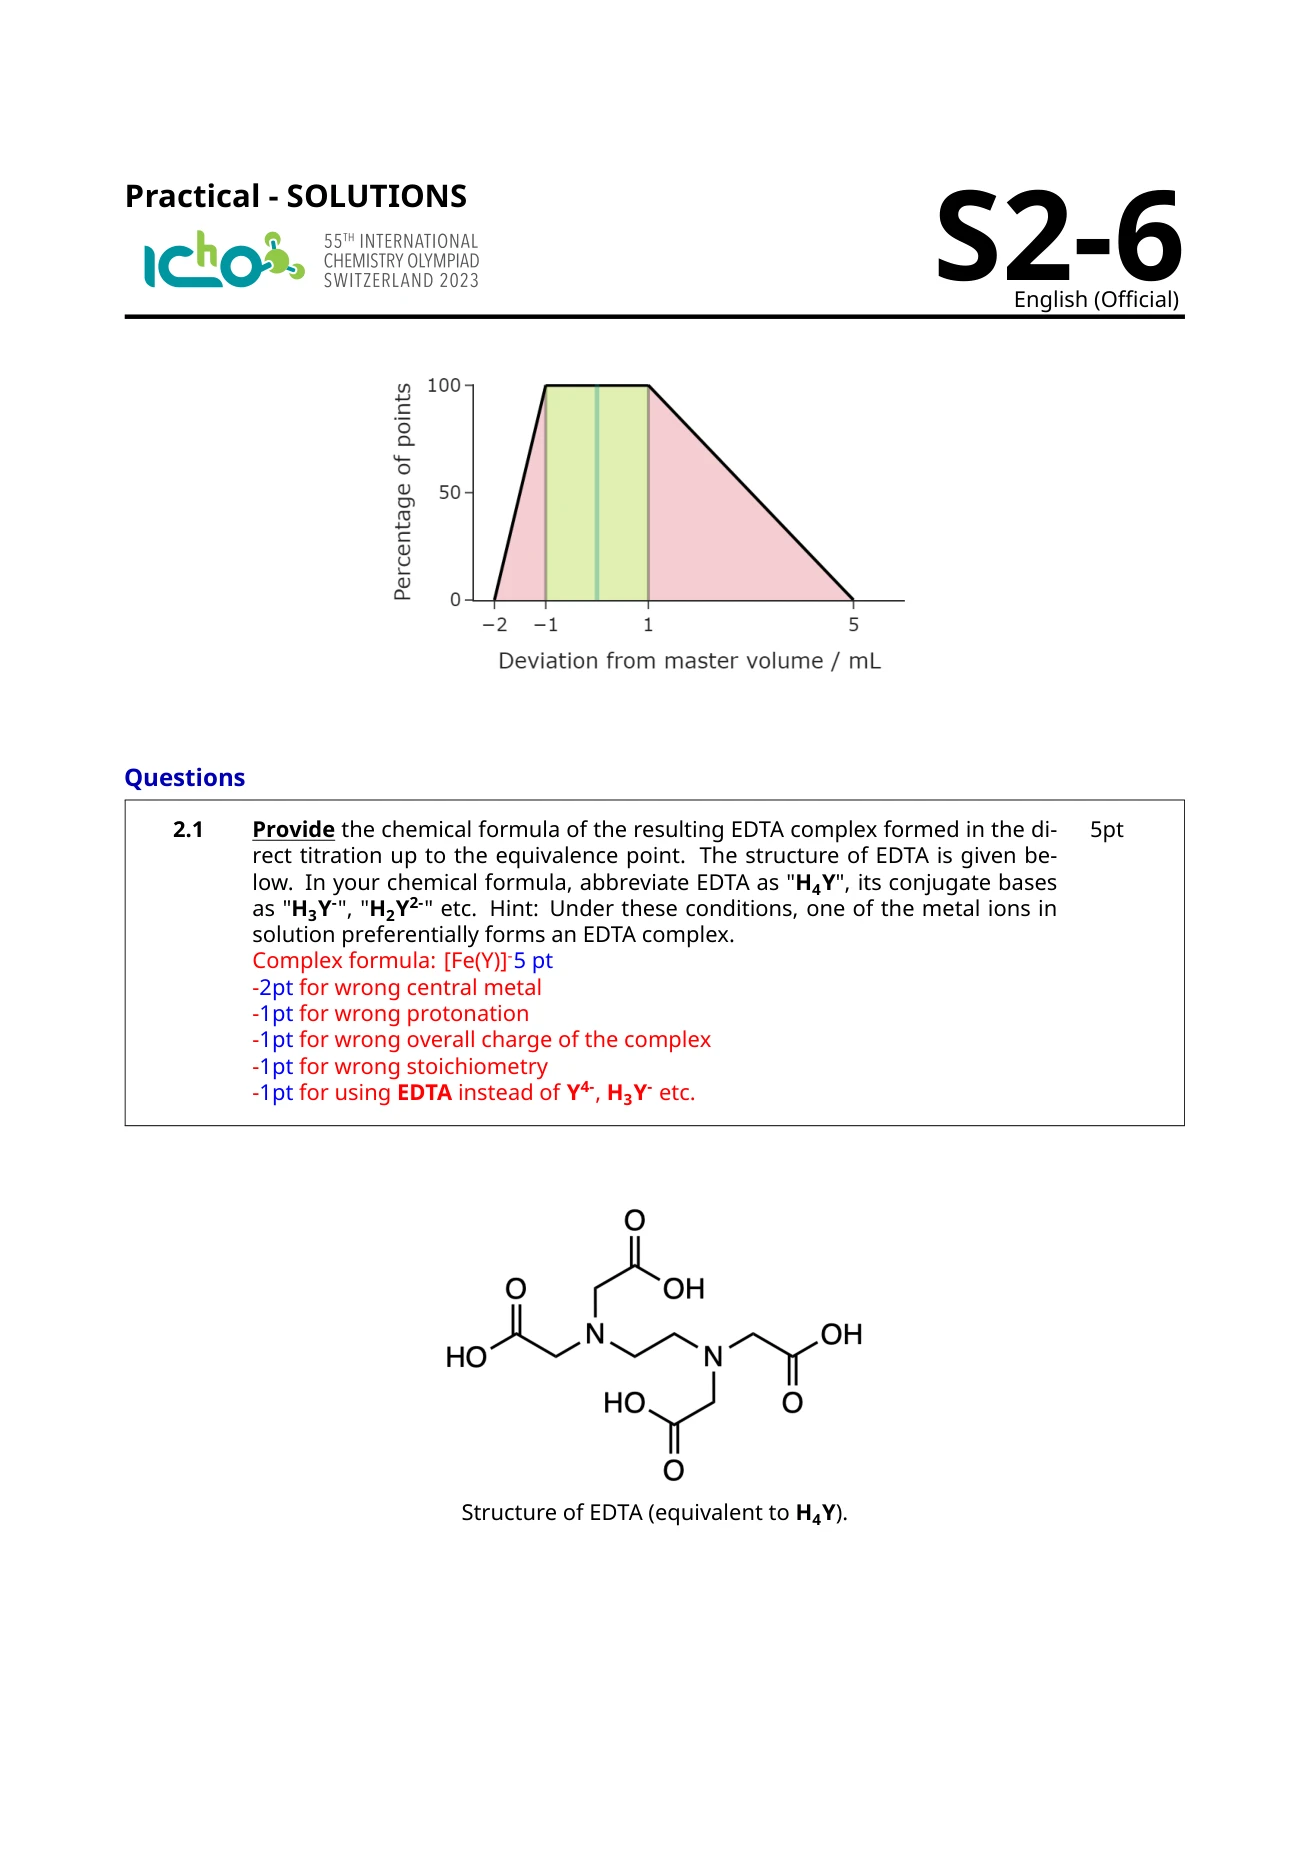 Practical - SOLUTIONS
S2-6
IChO
55TH INTERNATIONAL
CHEMISTRY OLYMPIAD
SWITZERLAND 2023
English (Official)
Percentage of points
100
50
0
−2 −1 1 5
Deviation from master volume / mL
Questions
2.1 Provide the chemical formula of the resulting EDTA complex formed in the di- 5pt
rect titration up to the equivalence point. The structure of EDTA is given be-
low. In your chemical formula, abbreviate EDTA as "H4Y", its conjugate bases
as "H3Y-", "H2Y2-" etc. Hint: Under these conditions, one of the metal ions in
solution preferentially forms an EDTA complex.
Complex formula: [Fe(Y)]-5 pt
-2pt for wrong central metal
-1pt for wrong protonation
-1pt for wrong overall charge of the complex
-1pt for wrong stoichiometry
-1pt for using EDTA instead of Y4-, H3Y- etc.
O
O OH
N OH
HO N
HO O
O
Structure of EDTA (equivalent to H4Y).